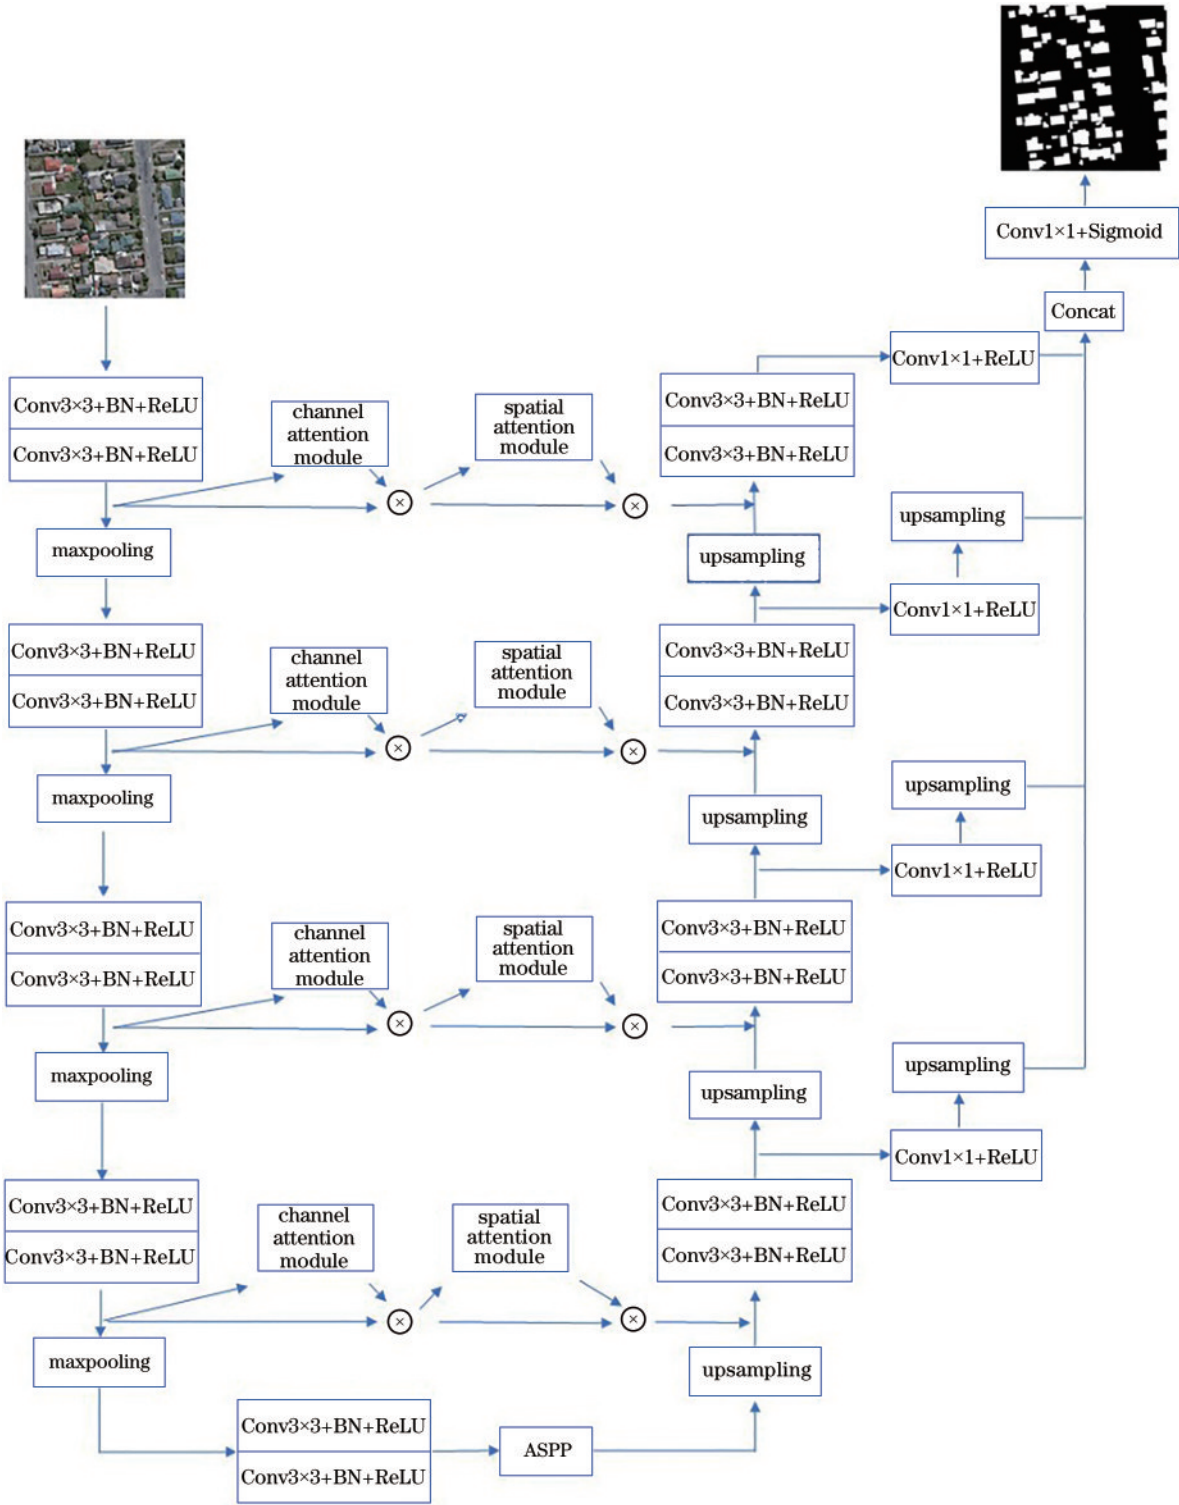 Conv1×1+Sigmoid
Concat
Conv1×1+ReLU
Conv3×3+BN+ReLU
Conv3×3+BN+ReLU
channel
attention
module
spatial
attention
module
Conv3×3+BN+ReLU
Conv3×3+BN+ReLU
×
×
maxpooling
upsampling
upsampling
Conv1×1+ReLU
Conv3×3+BN+ReLU
Conv3×3+BN+ReLU
channel
attention
module
spatial
attention
module
Conv3×3+BN+ReLU
Conv3×3+BN+ReLU
×
×
maxpooling
upsampling
upsampling
Conv1×1+ReLU
Conv3×3+BN+ReLU
Conv3×3+BN+ReLU
channel
attention
module
spatial
attention
module
Conv3×3+BN+ReLU
Conv3×3+BN+ReLU
×
×
maxpooling
upsampling
upsampling
Conv1×1+ReLU
Conv3×3+BN+ReLU
Conv3×3+BN+ReLU
channel
attention
module
spatial
attention
module
Conv3×3+BN+ReLU
Conv3×3+BN+ReLU
×
×
maxpooling
upsampling
Conv3×3+BN+ReLU
Conv3×3+BN+ReLU
ASPP